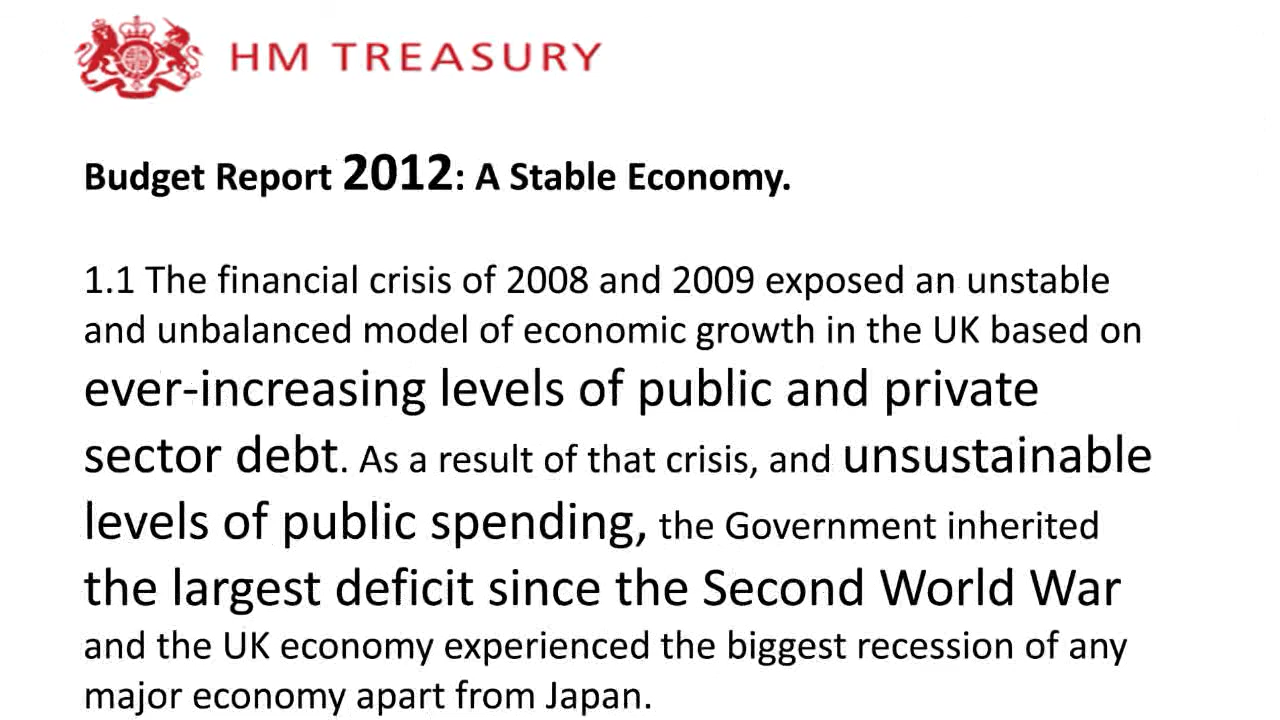 HM TREASURY
Budget Report 2012: A Stable Economy.
1.1 The financial crisis of 2008 and 2009 exposed an unstable
and unbalanced model of economic growth in the UK based on
ever-increasing levels of public and private
sector debt. As a result of that crisis, and unsustainable
levels of public spending, the Government inherited
the largest deficit since the Second World War
and the UK economy experienced the biggest recession of any
major economy apart from Japan.